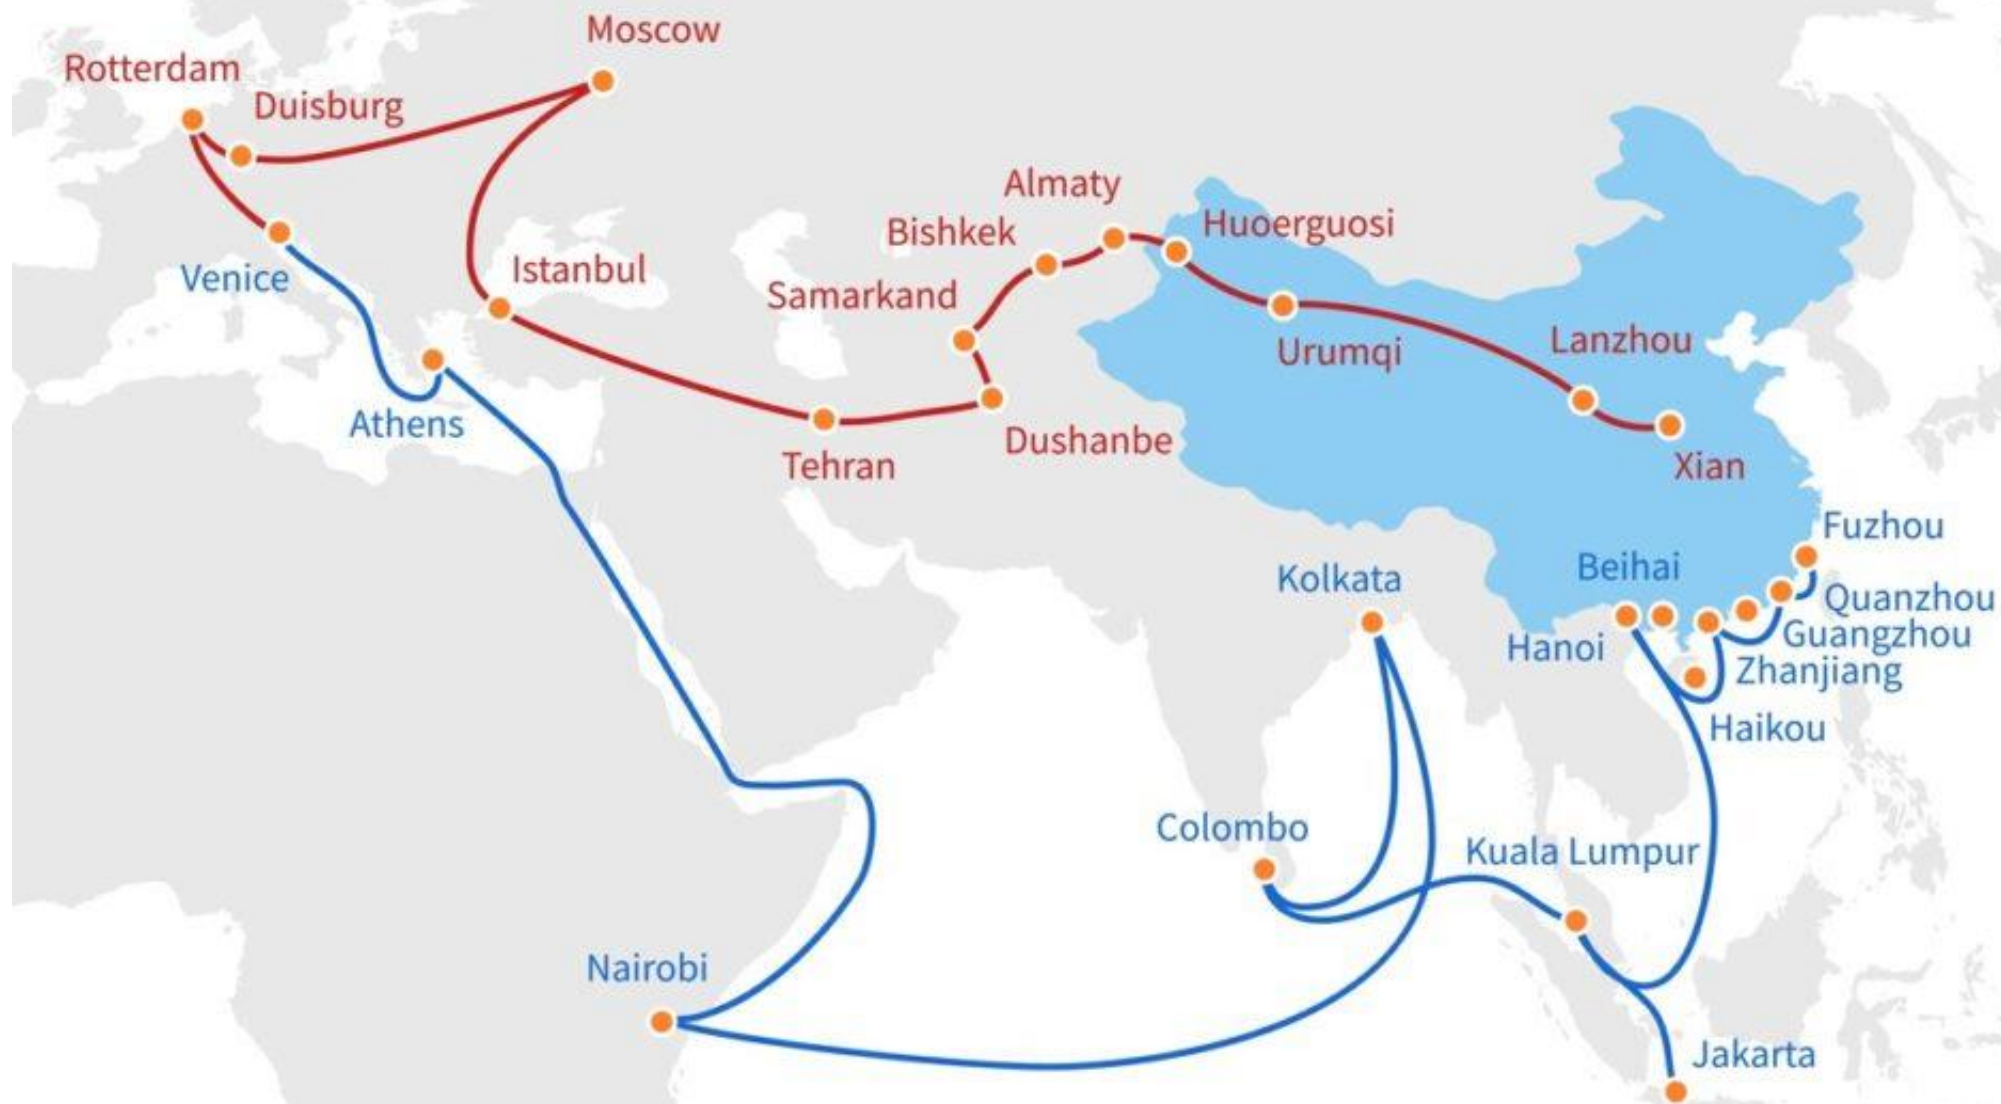 Moscow
Rotterdam
Duisburg
Almaty
Huoerguosi
Bishkek
Istanbul
Venice
Samarkand
Lanzhou
Urumqi
Athens
Dushanbe
Tehran
Xian
Fuzhou
Beihai
Kolkata
Quanzhou
Guangzhou
Hanoi
Zhanjiang
Haikou
Colombo
Kuala Lumpur
Nairobi
Jakarta